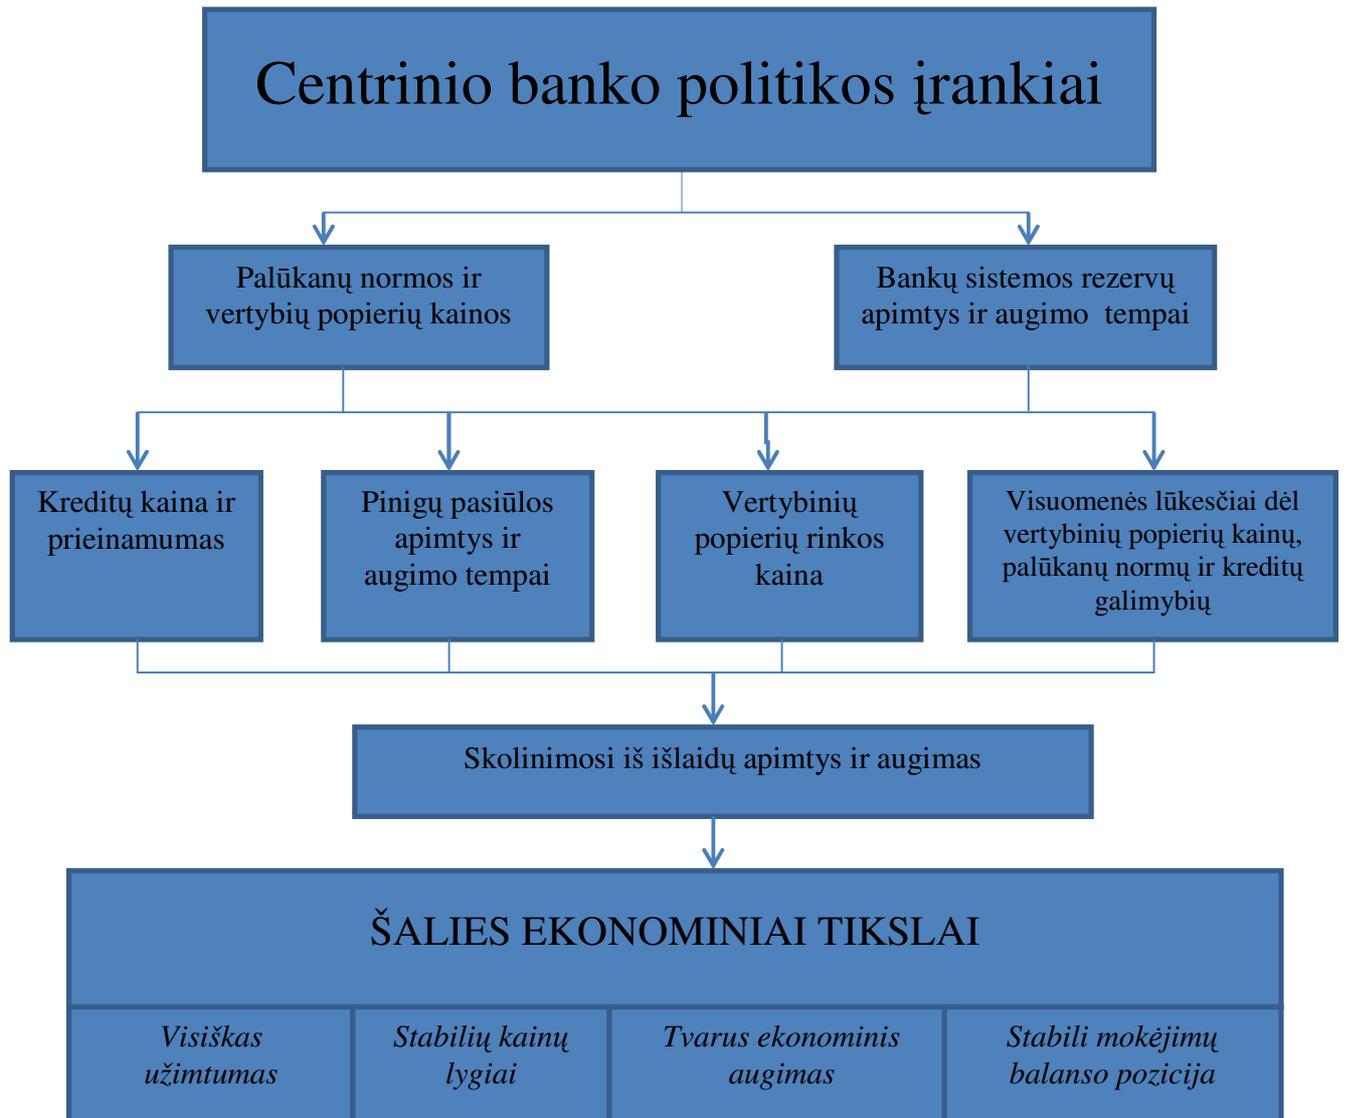 Centrinio banko politikos įrankiai
Palūkanų normos ir
vertybių popierių kainos
Bankų sistemos rezervų
apimtys ir augimo tempai
Kreditų kaina ir
prieinamumas
Pinigų pasiūlos
apimtys ir
augimo tempai
Vertybinių
popierių rinkos
kaina
Visuomenės lūkesčiai dėl
vertybinių popierių kainų,
palūkanų normų ir kreditų
galimybių
Skolinimosi iš išlaidų apimtys ir augimas
ŠALIES EKONOMINIAI TIKSLAI
Visiškas
užimtumas
Stabilių kainų
lygiai
Tvarus ekonominis
augimas
Stabili mokėjimų
balanso pozicija